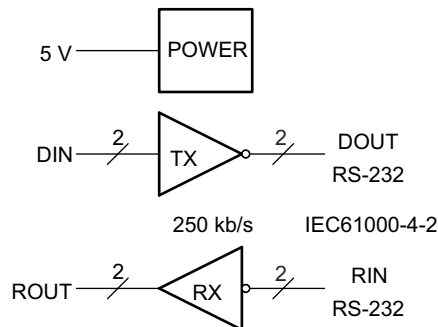 5 V
POWER
DIN
2
TX
2
DOUT
RS-232
250 kb/s
IEC61000-4-2
ROUT
2
RX
2
RIN
RS-232